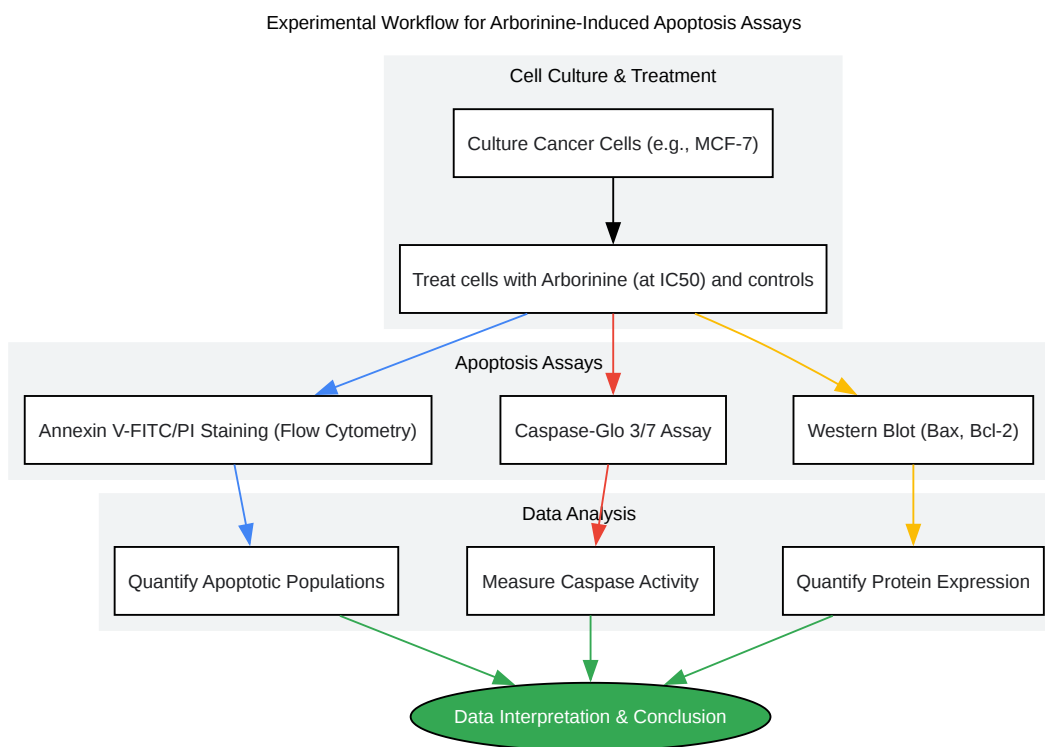 Experimental Workflow for Arborinine-Induced Apoptosis Assays
Cell Culture & Treatment
Culture Cancer Cells (e.g., MCF-7)
Treat cells with Arborinine (at IC50) and controls
Apoptosis Assays
Annexin V-FITC/PI Staining (Flow Cytometry)
Caspase-Glo 3/7 Assay
Western Blot (Bax, Bcl-2)
Data Analysis
Quantify Apoptotic Populations
Measure Caspase Activity
Quantify Protein Expression
Data Interpretation & Conclusion